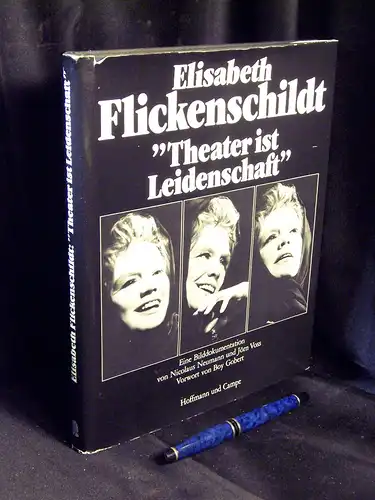 Elisabeth Flickenschildt: "Theater ist Leidenschaft"
Elisabeth
Flickenschildt
"Theater ist
Leidenschaft"
Eine Bilddokumentation
von Nicolaus Neumann und Jörn Voss
Vorwort von Boy Gobert
Hoffmann und Campe